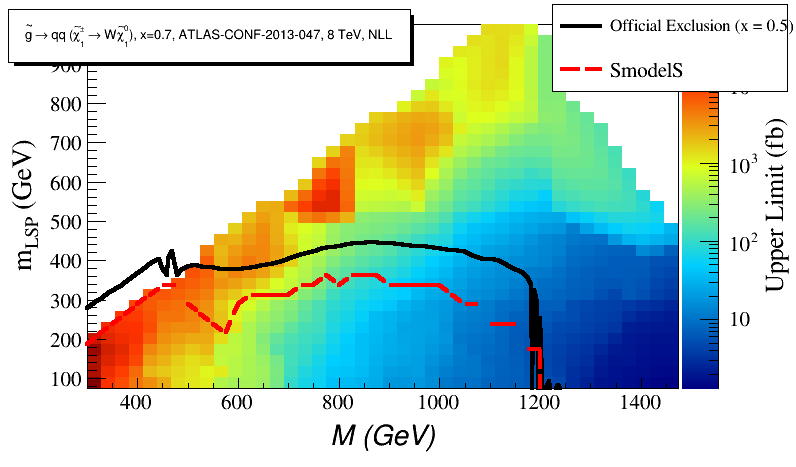 g̃ → qq (χ̃₁± → Wχ̃₁⁰), x=0.7, ATLAS-CONF-2013-047, 8 TeV, NLL
Official Exclusion (x = 0.5)
SmodelS
900
800
700
600
500
400
300
200
100
m_LSP (GeV)
400 600 800 1000 1200 1400
M (GeV)
10³
10²
10
Upper Limit (fb)